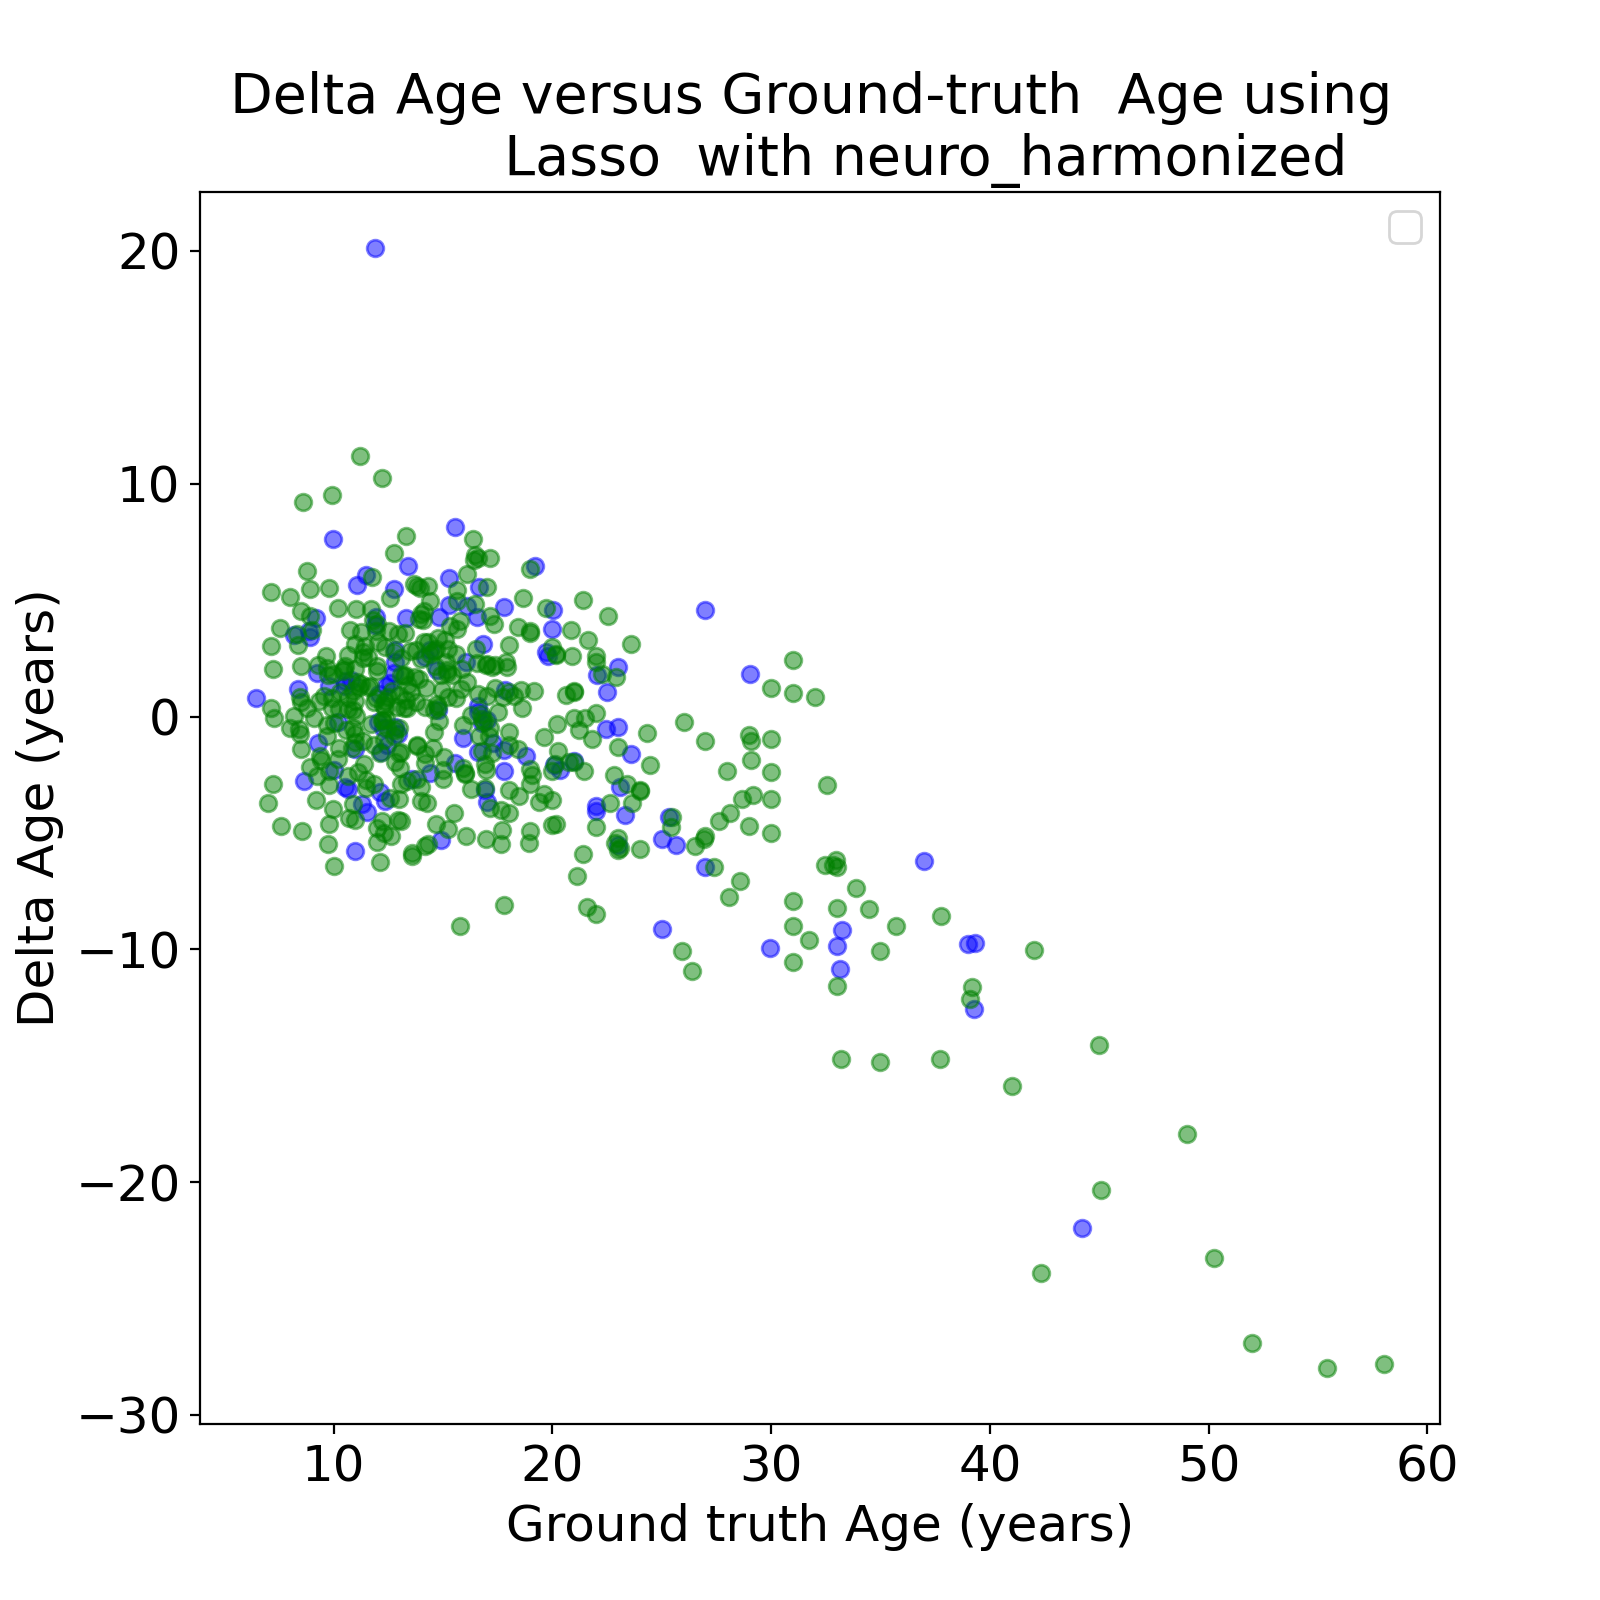 Delta Age versus Ground-truth  Age using
Lasso  with neuro_harmonized
20
10
0
−10
−20
−30
Delta Age (years)
10 20 30 40 50 60
Ground truth Age (years)